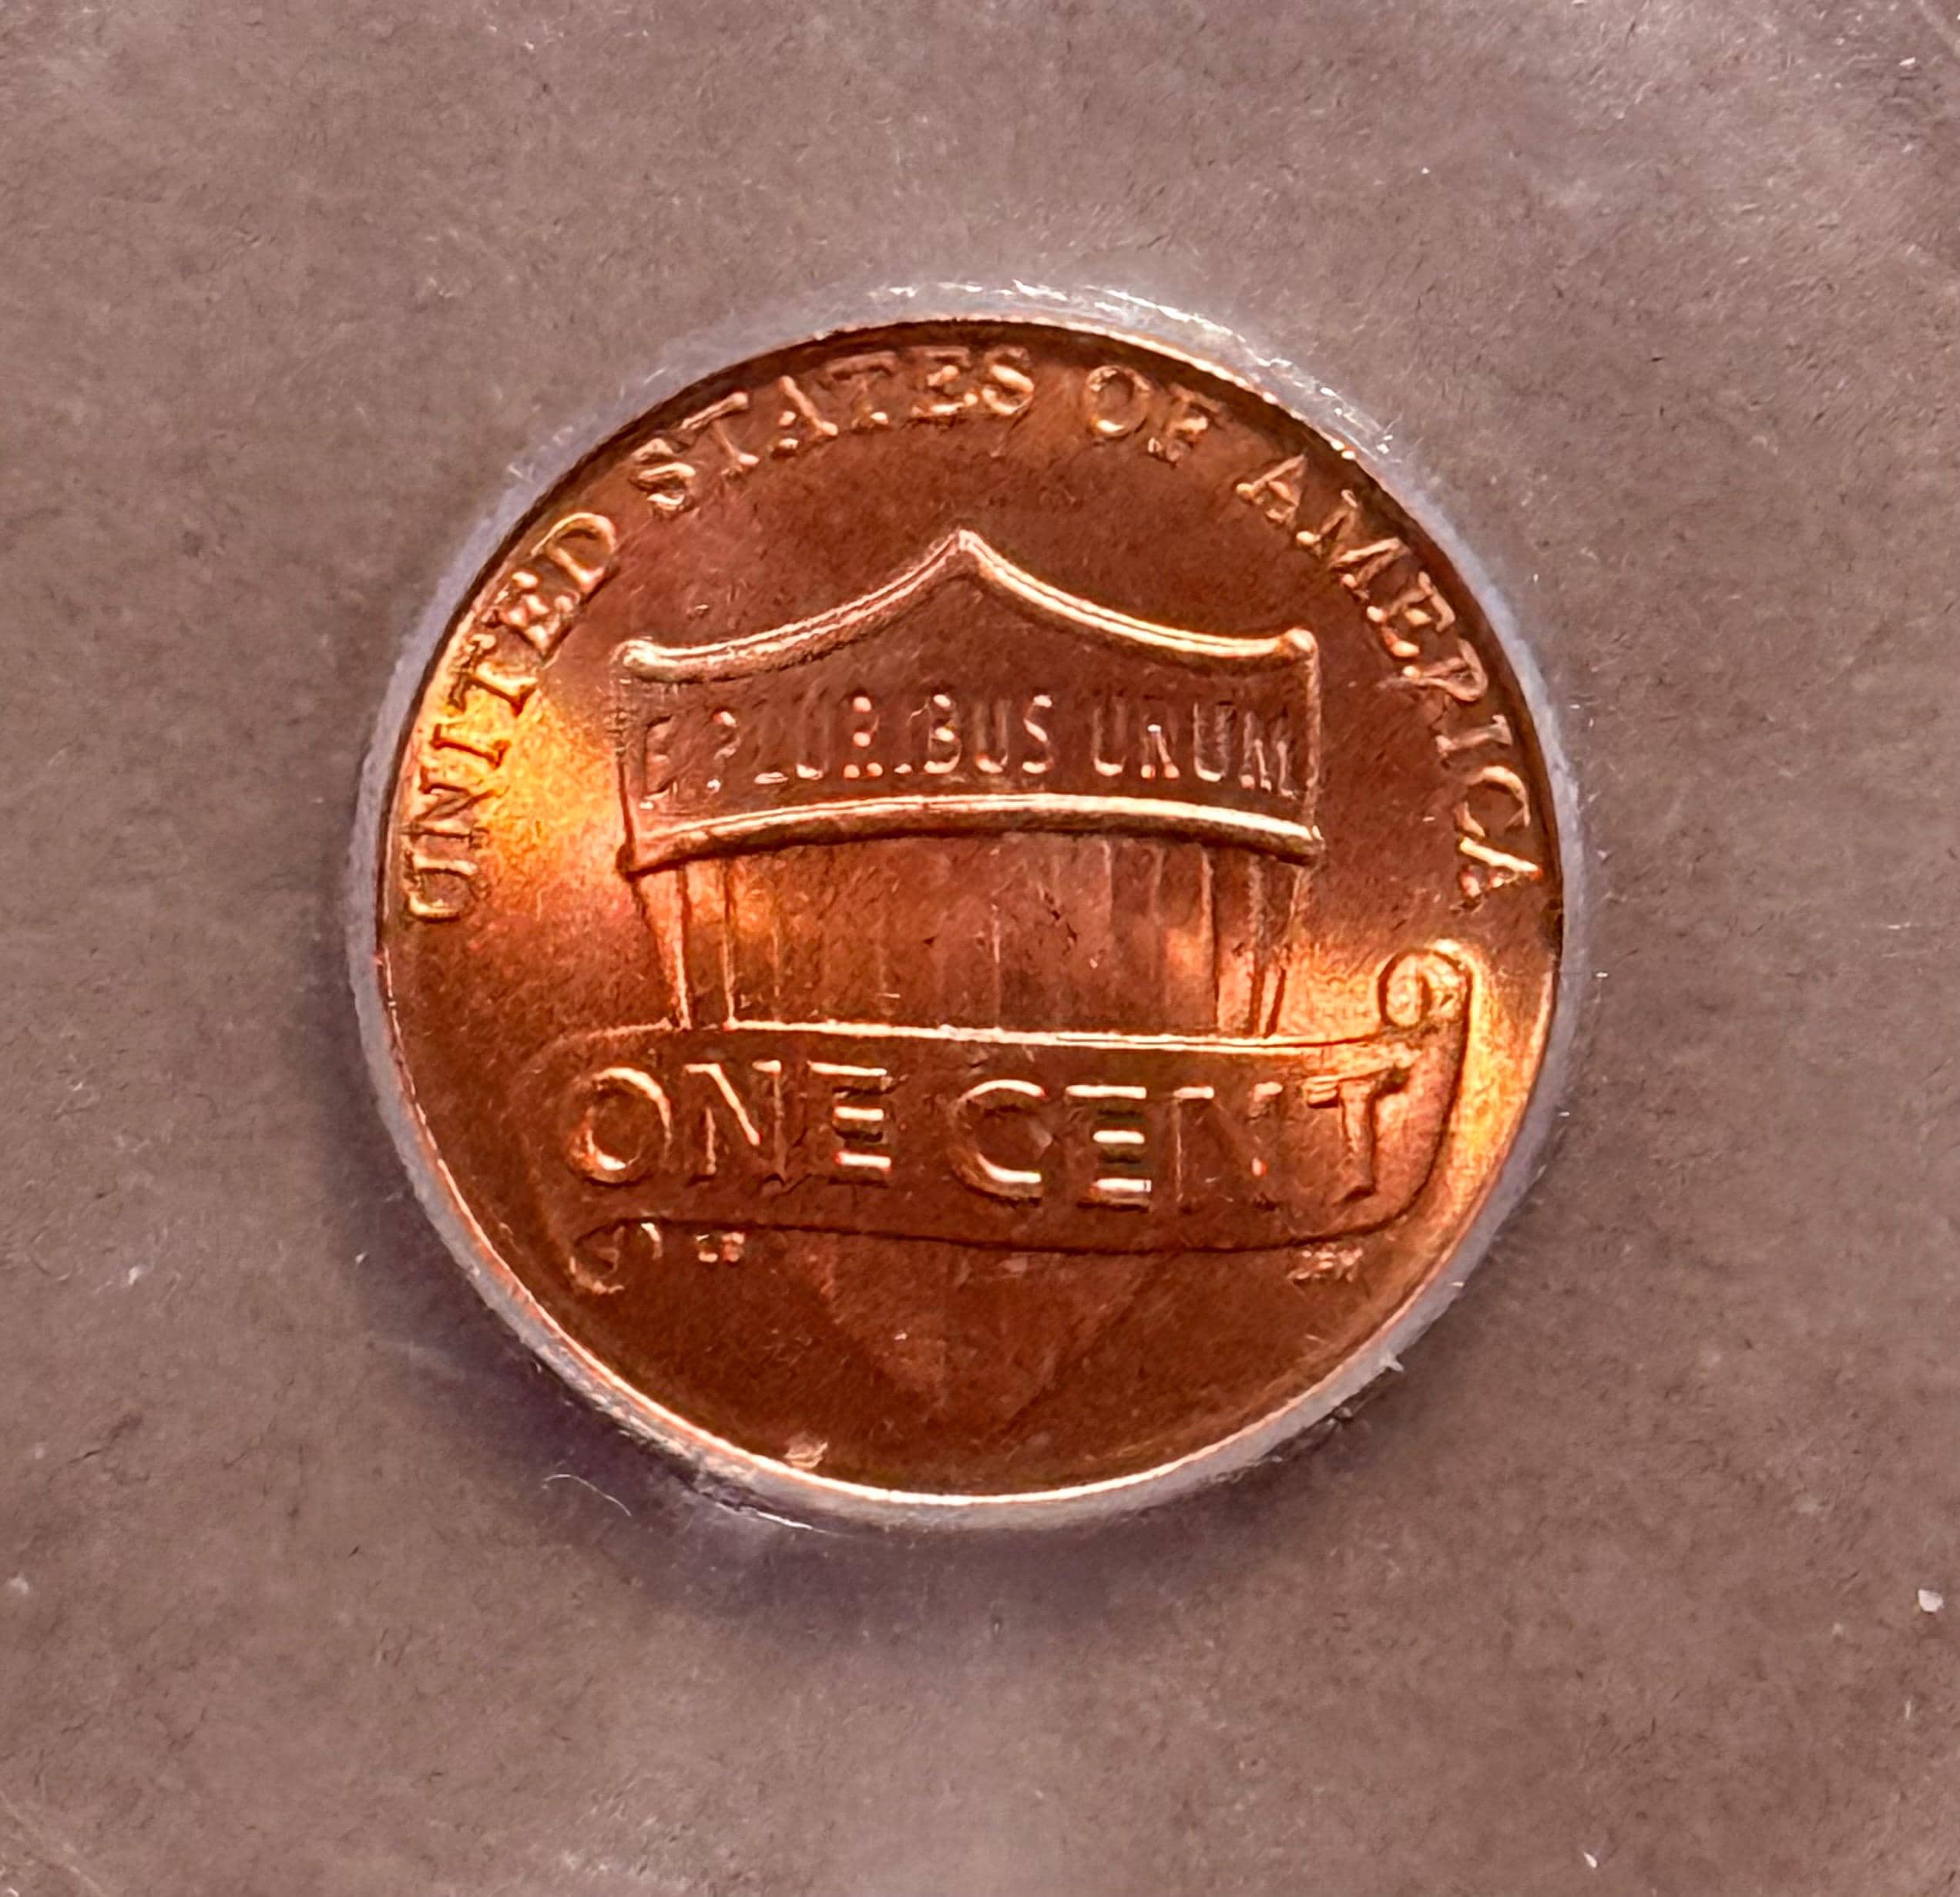 UNITED STATES OF AMERICA
E PLURIBUS UNUM
ONE CENT